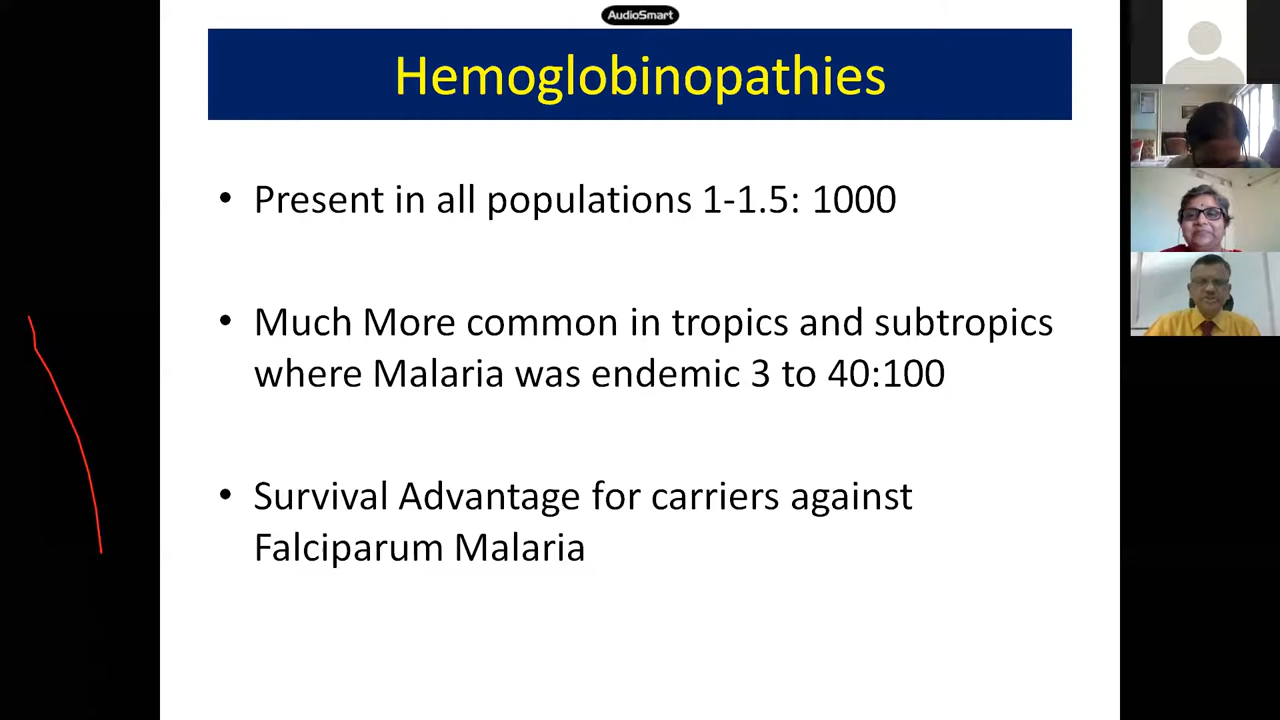 AudioSmart
Hemoglobinopathies
• Present in all populations 1-1.5: 1000
• Much More common in tropics and subtropics
where Malaria was endemic 3 to 40:100
• Survival Advantage for carriers against
Falciparum Malaria